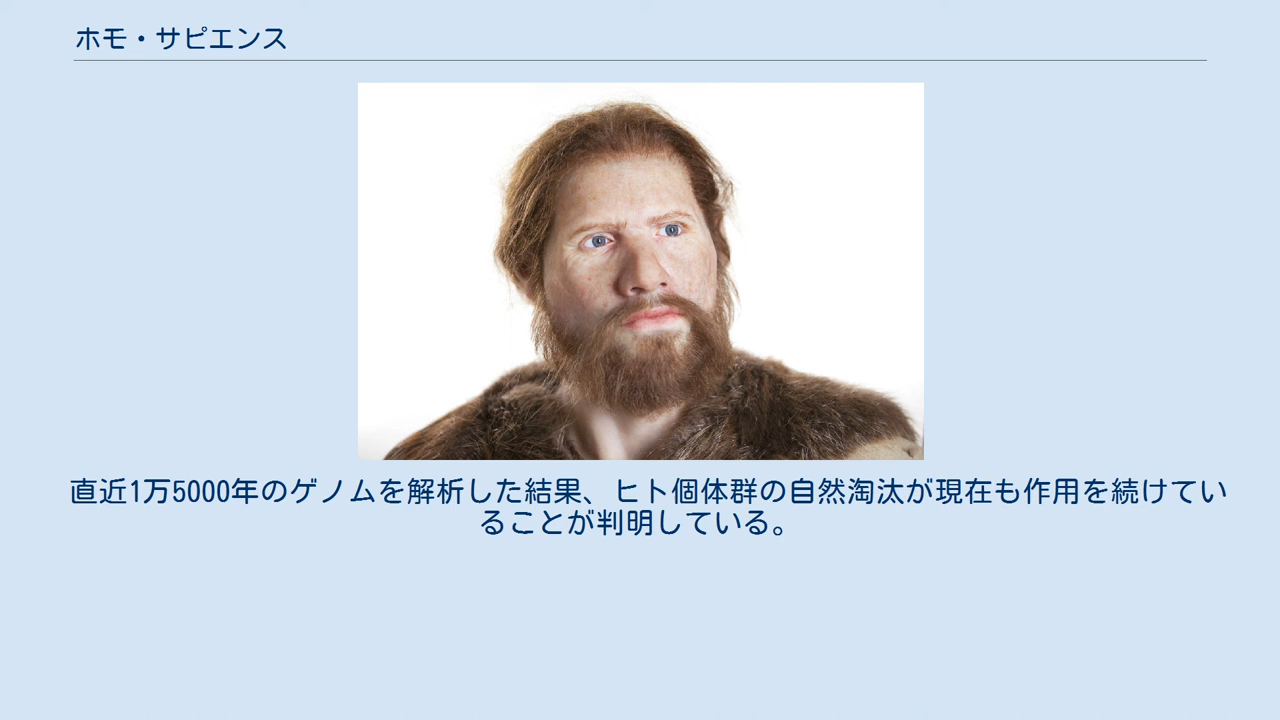 ホモ・サピエンス
直近1万5000年のゲノムを解析した結果、ヒト個体群の自然淘汰が現在も作用を続けてい
ることが判明している。